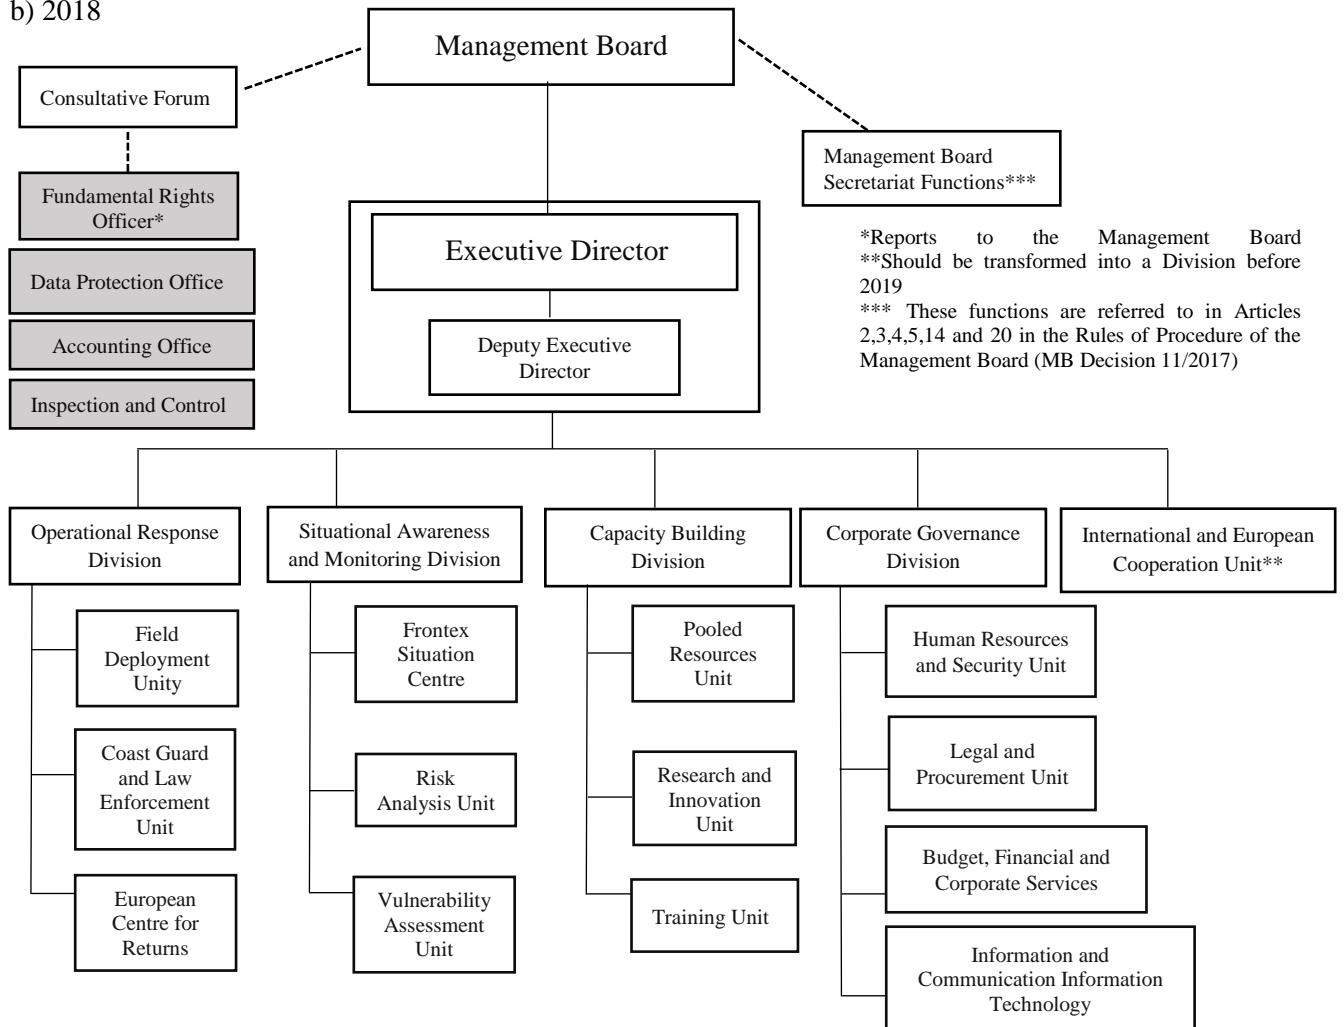 b) 2018
Management Board
Consultative Forum
Management Board
Secretariat Functions***
Fundamental Rights
Officer*
Data Protection Office
Accounting Office
Inspection and Control
Executive Director
Deputy Executive
Director
*Reports to the Management Board
**Should be transformed into a Division before
2019
*** These functions are referred to in Articles
2,3,4,5,14 and 20 in the Rules of Procedure of the
Management Board (MB Decision 11/2017)
Operational Response
Division
Situational Awareness
and Monitoring Division
Capacity Building
Division
Corporate Governance
Division
International and European
Cooperation Unit**
Field
Deployment
Unity
Coast Guard
and Law
Enforcement
Unit
European
Centre for
Returns
Frontex
Situation
Centre
Risk
Analysis Unit
Vulnerability
Assessment
Unit
Pooled
Resources
Unit
Research and
Innovation
Unit
Training Unit
Human Resources
and Security Unit
Legal and
Procurement Unit
Budget, Financial and
Corporate Services
Information and
Communication Information
Technology